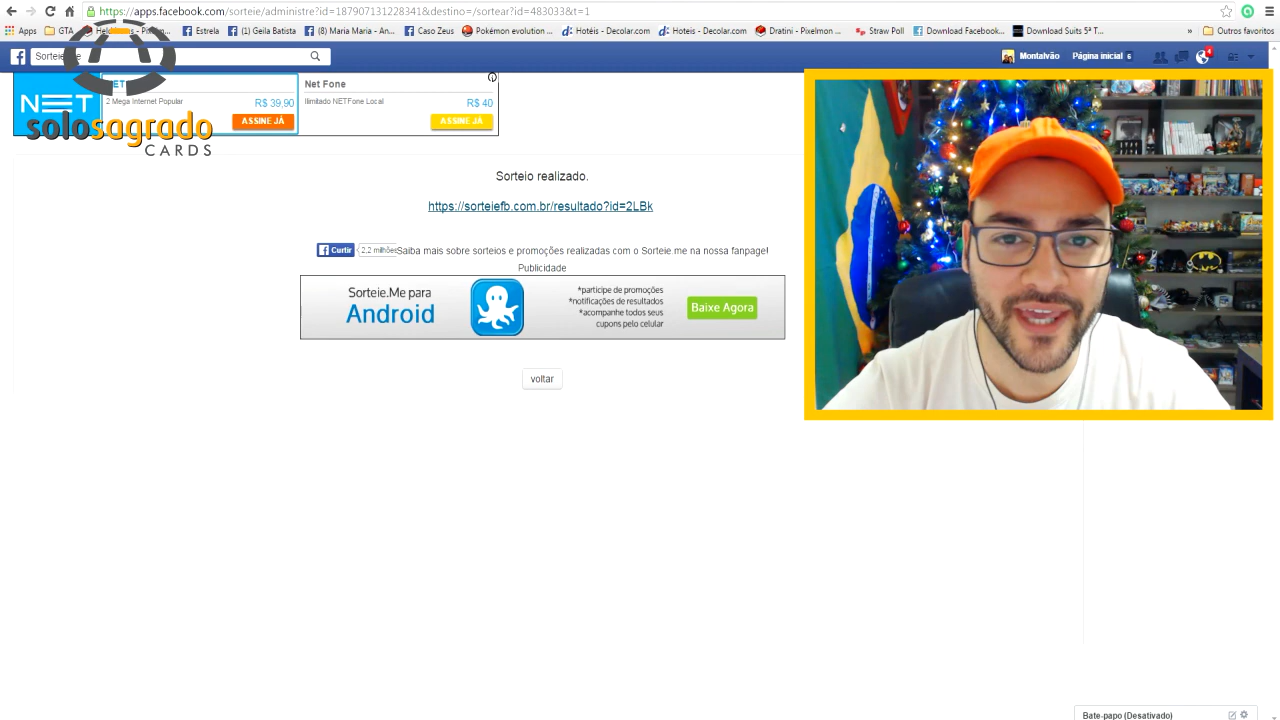 https://apps.facebook.com/sorteie/administre?id=187907131228341&destino=/sortear?id=483033&t=1
Apps GTA Estrela (1) Geila Batista (8) Maria Maria - An... Caso Zeus Pokémon evolution ... Hotéis - Decolar.com Hoteis - Decolar.com Dratini - Pixelmon ... Straw Poll Download Facebook... Download Suits 5ª T... » Outros favoritos
Montalvão Página inicial 6 4
NET
2 Mega Internet Popular
R$ 39,90
ASSINE JÁ
Net Fone
Ilimitado NETFone Local
R$ 40
ASSINE JÁ
solosagrado
CARDS
Sorteio realizado.
https://sorteiefb.com.br/resultado?id=2LBk
Curtir 2,2 milhões Saiba mais sobre sorteios e promoções realizadas com o Sorteie.me na nossa fanpage!
Publicidade
Sorteie.Me para
Android
*participe de promoções
*notificações de resultados
*acompanhe todos seus
cupons pelo celular
Baixe Agora
voltar
Bate-papo (Desativado)